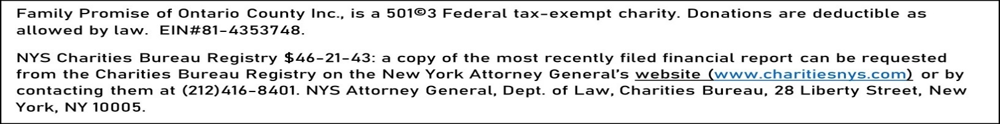 Family Promise of Ontario County Inc., is a 501©3 Federal tax-exempt charity. Donations are deductible as
allowed by law.  EIN#81-4353748.
NYS Charities Bureau Registry $46-21-43: a copy of the most recently filed financial report can be requested
from the Charities Bureau Registry on the New York Attorney General's website (www.charitiesnys.com) or by
contacting them at (212)416-8401. NYS Attorney General, Dept. of Law, Charities Bureau, 28 Liberty Street, New
York, NY 10005.